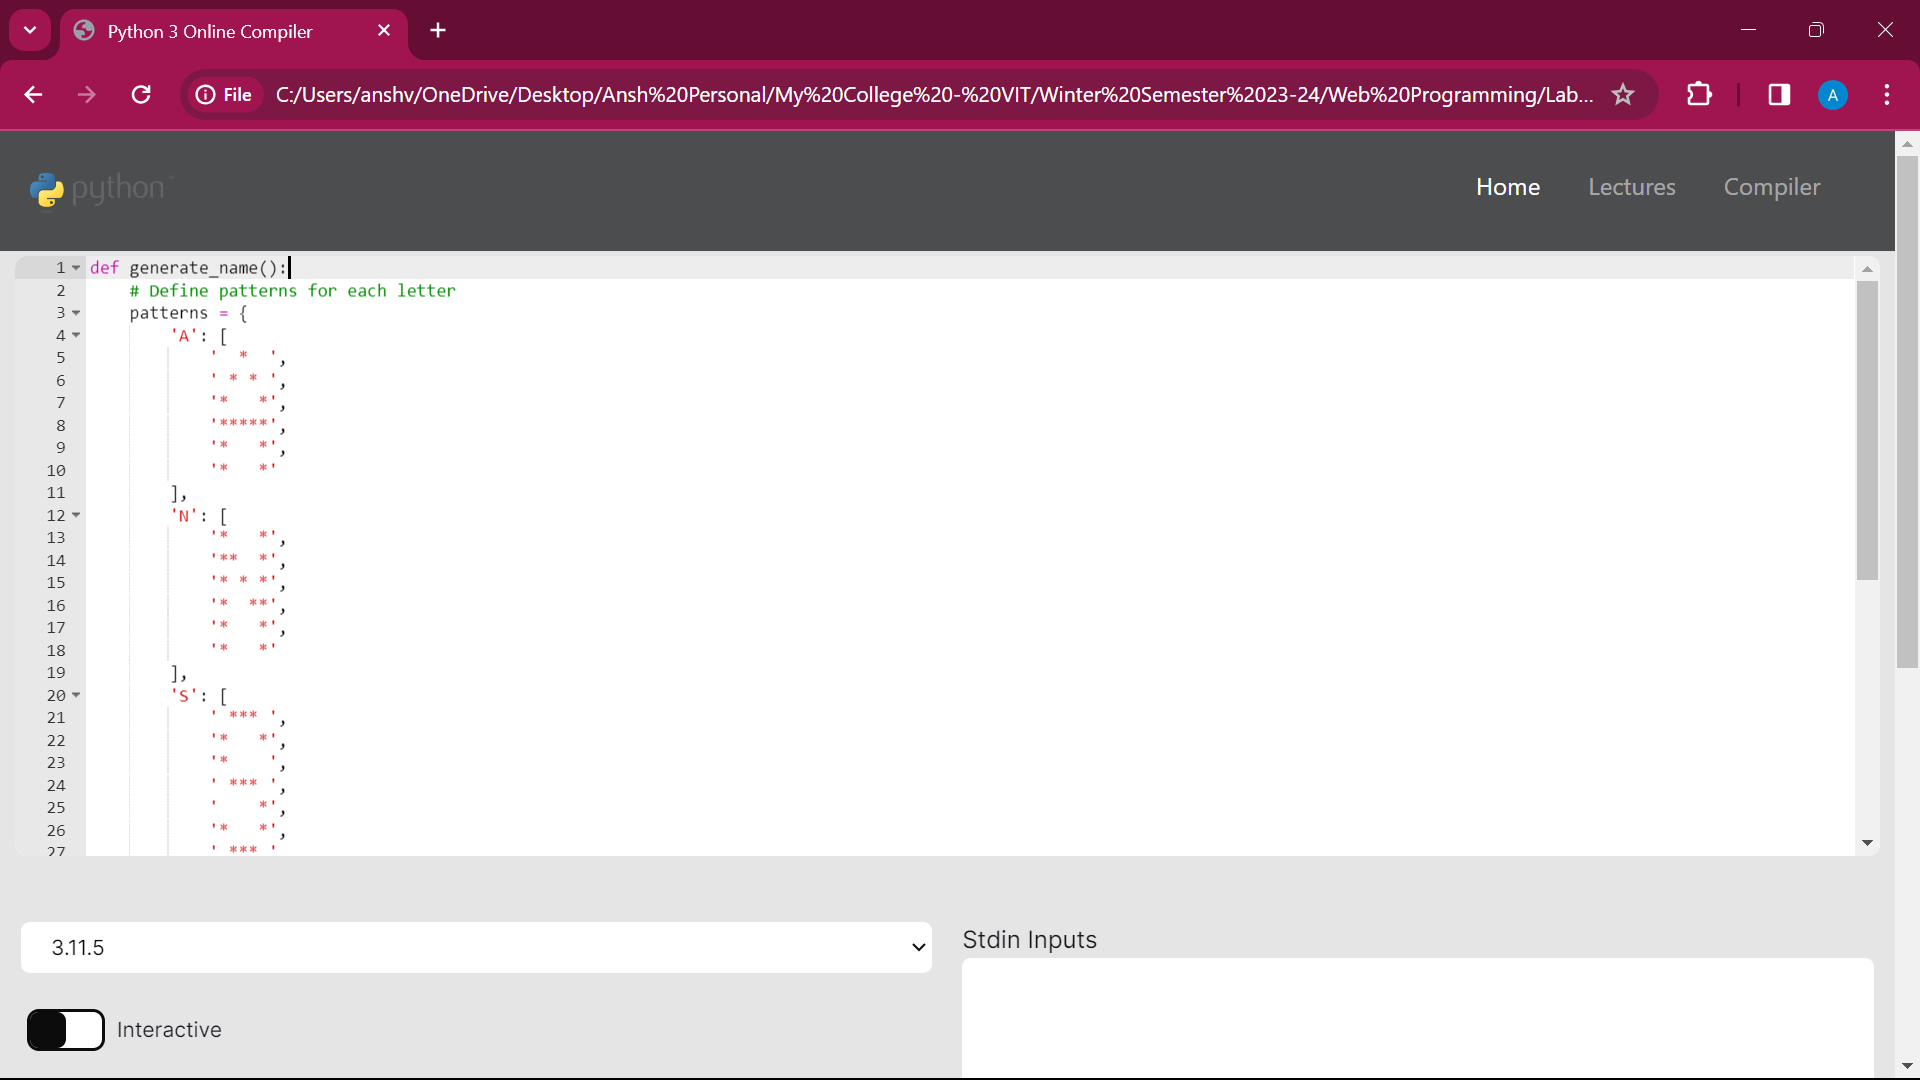 Python 3 Online Compiler
File C:/Users/anshv/OneDrive/Desktop/Ansh%20Personal/My%20College%20-%20VIT/Winter%20Semester%2023-24/Web%20Programming/Lab...
A
python
Home Lectures Compiler
1 def generate_name():
2     # Define patterns for each letter
3     patterns = {
4         'A': [
5             '  *  ',
6             ' * * ',
7             '*   *',
8             '*****',
9             '*   *',
10             '*   *'
11         ],
12         'N': [
13             '*   *',
14             '**  *',
15             '* * *',
16             '*  **',
17             '*   *',
18             '*   *'
19         ],
20         'S': [
21             ' *** ',
22             '*   *',
23             '*    ',
24             ' *** ',
25             '    *',
26             '*   *',
27             ' *** '
3.11.5
Stdin Inputs
Interactive